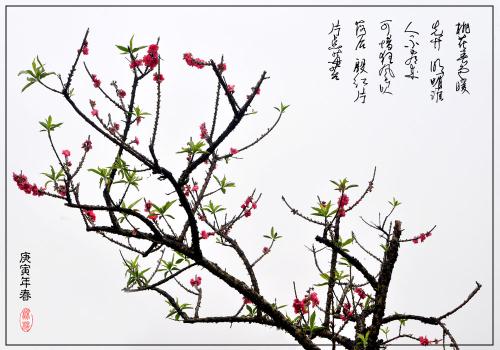 桃花春色暖
先开 明媚谁
人不看来
可惜狂风吹
落后 殷红片
片点莓苔
庚寅年春